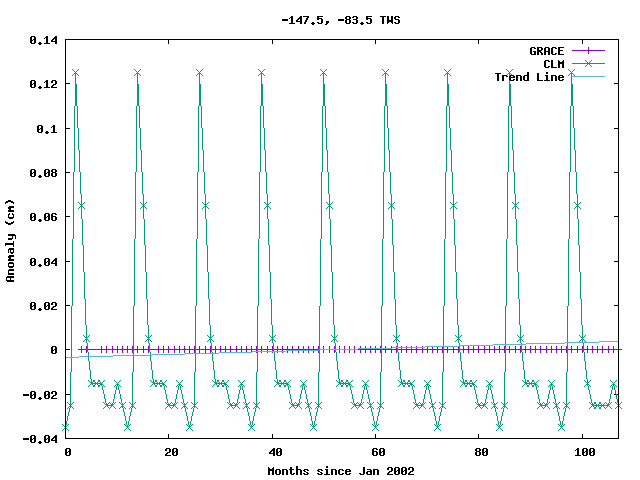 -147.5, -83.5 TWS
GRACE
CLM
Trend Line
0.14
0.12
0.1
0.08
0.06
0.04
0.02
0
-0.02
-0.04
Anomaly (cm)
0 20 40 60 80 100
Months since Jan 2002